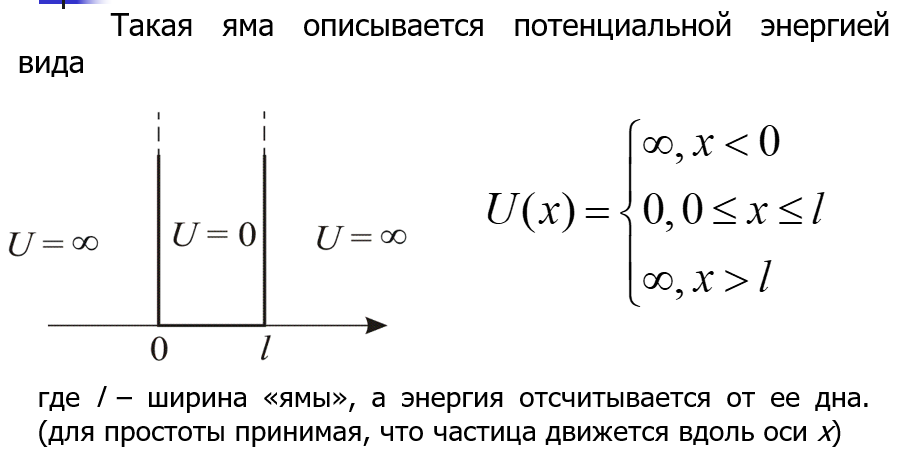 Такая яма описывается потенциальной энергией
вида
U = ∞
U = 0
U = ∞
0
l
U(x) = {
∞, x < 0
0, 0 ≤ x ≤ l
∞, x > l
где l – ширина «ямы», а энергия отсчитывается от ее дна.
(для простоты принимая, что частица движется вдоль оси x)